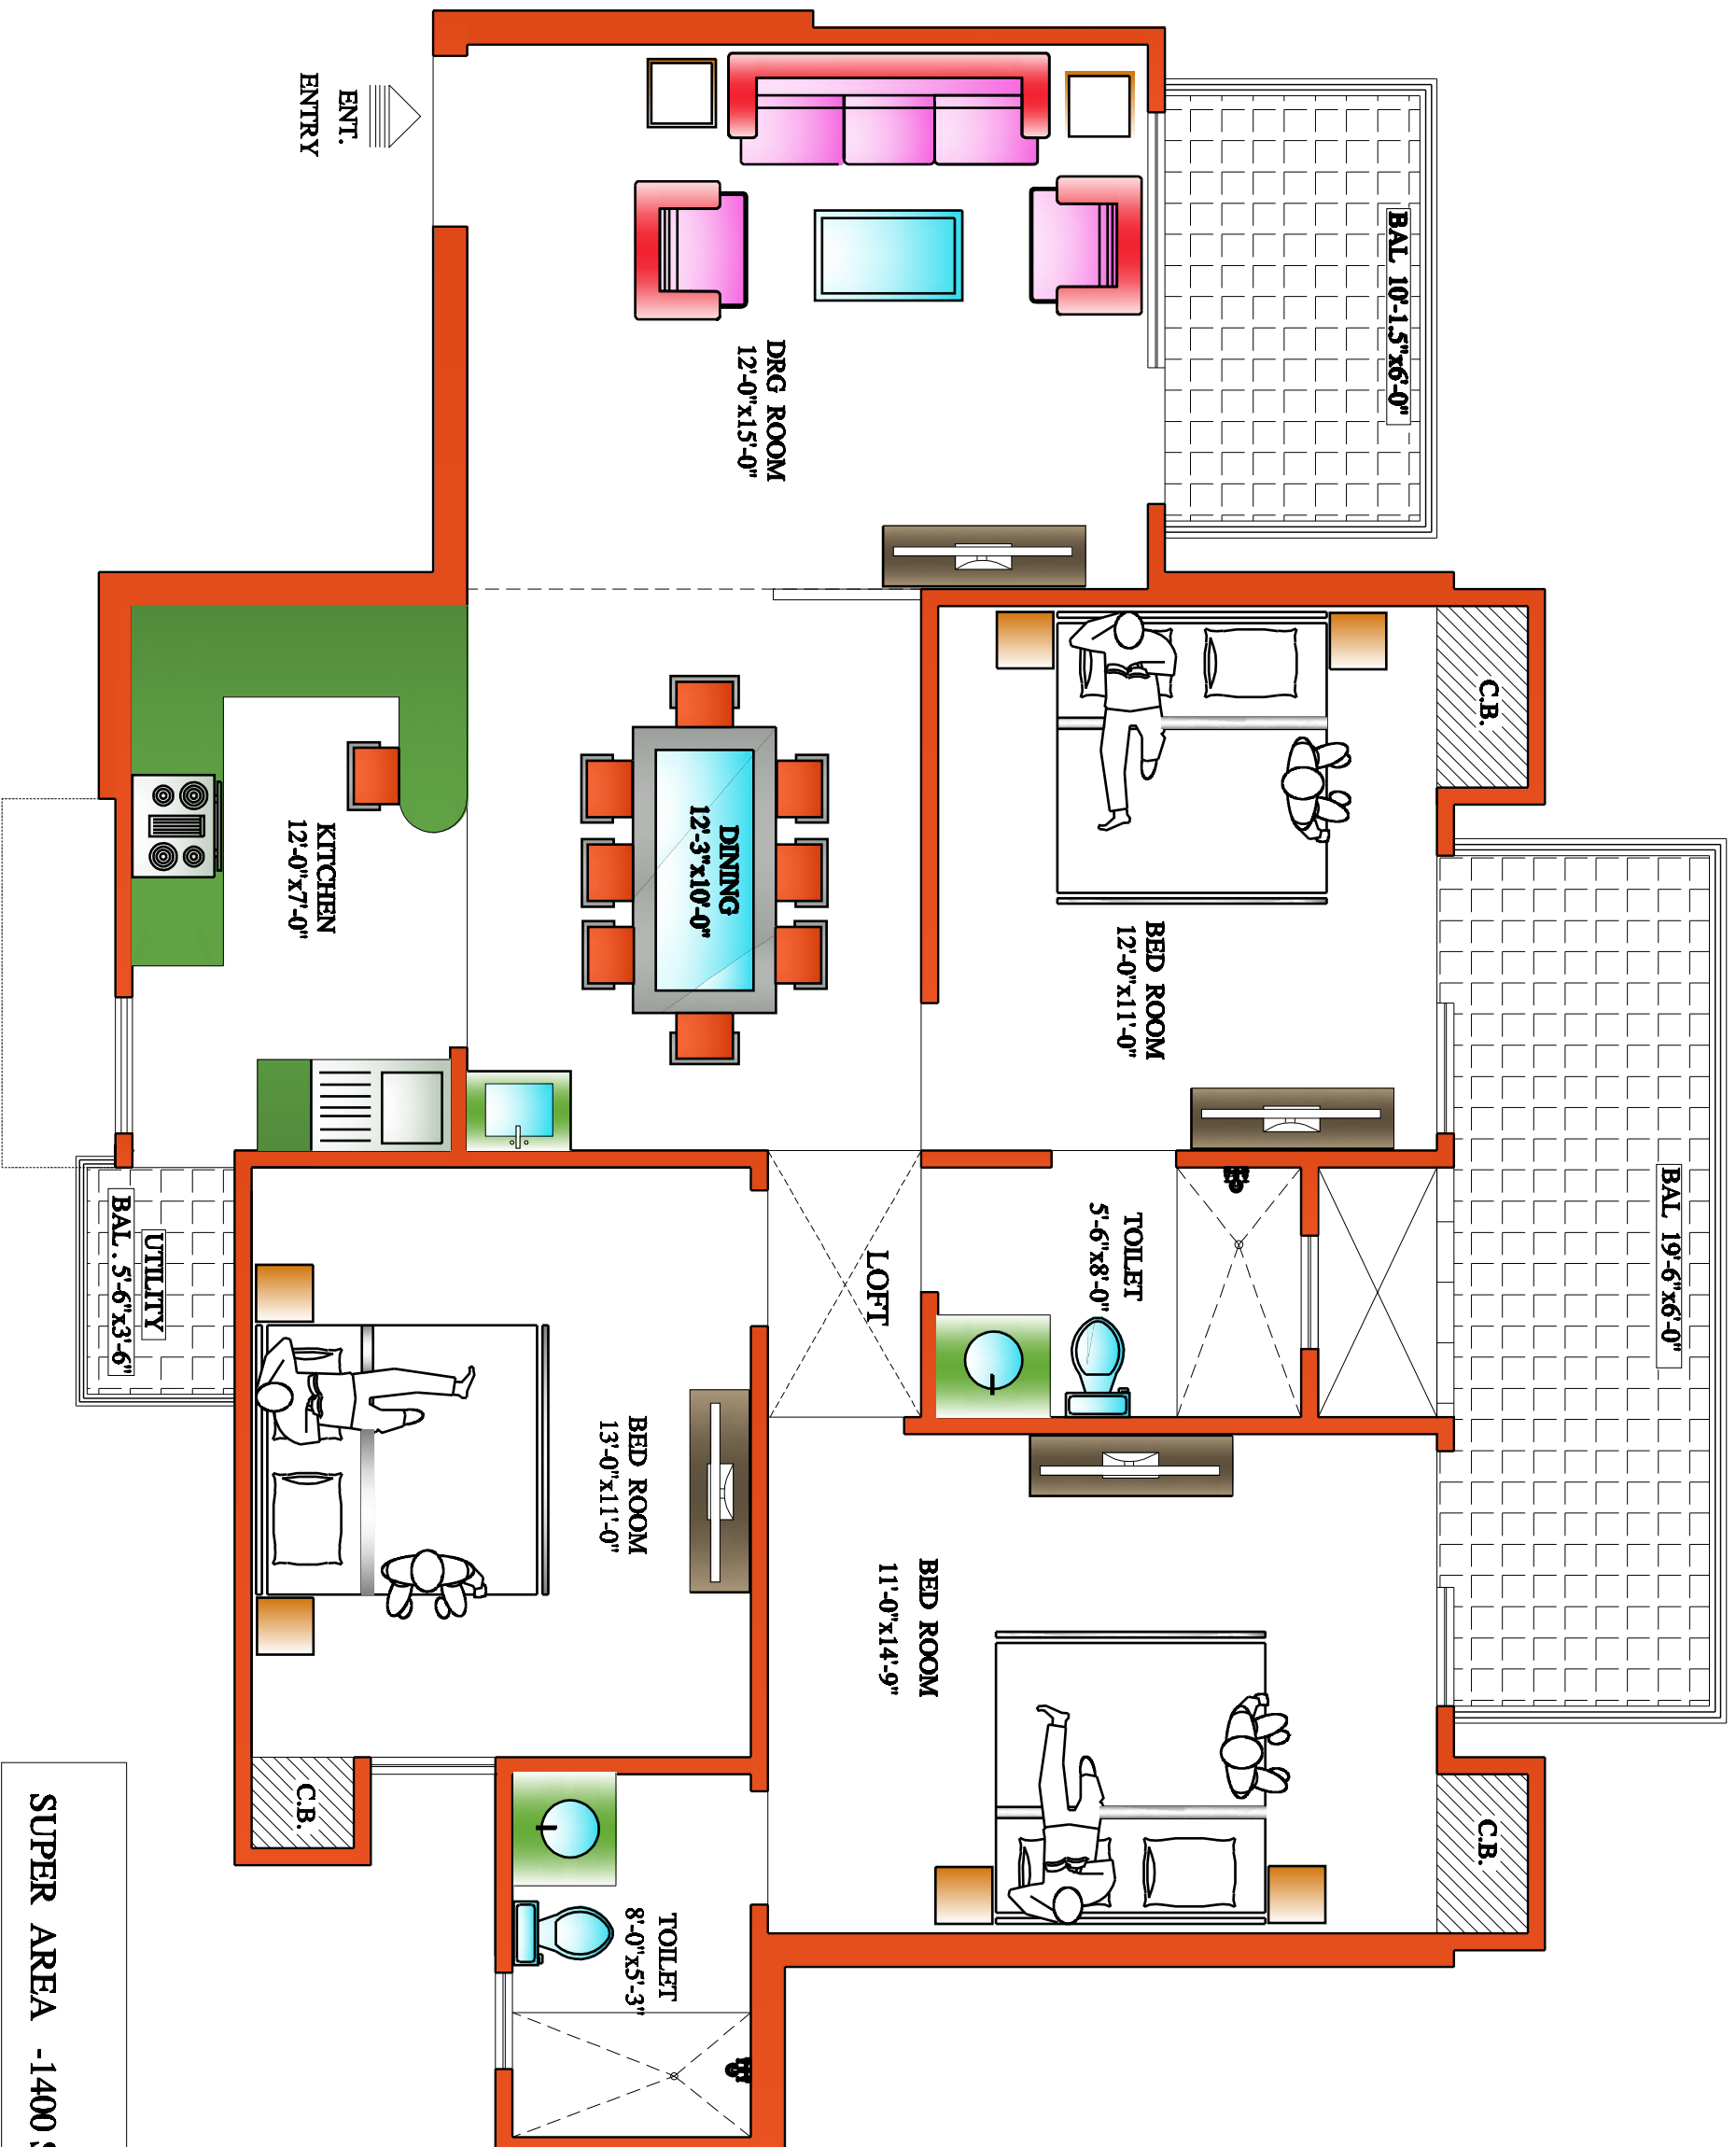 BAL 10'-1.5"x6'-0"
ENT.
ENTRY
DRG ROOM
12'-0"x15'-0"
C.B.
BED ROOM
12'-0"x11'-0"
DINING
12'-3"x10'-0"
KITCHEN
12'-0"x7'-0"
BAL 19'-6"x6'-0"
TOILET
5'-6"x8'-0"
LOFT
UTILITY
BAL . 5'-6"x3'-6"
BED ROOM
13'-0"x11'-0"
BED ROOM
11'-0"x14'-9"
C.B.
C.B.
TOILET
8'-0"x5'-3"
SUPER AREA -1400